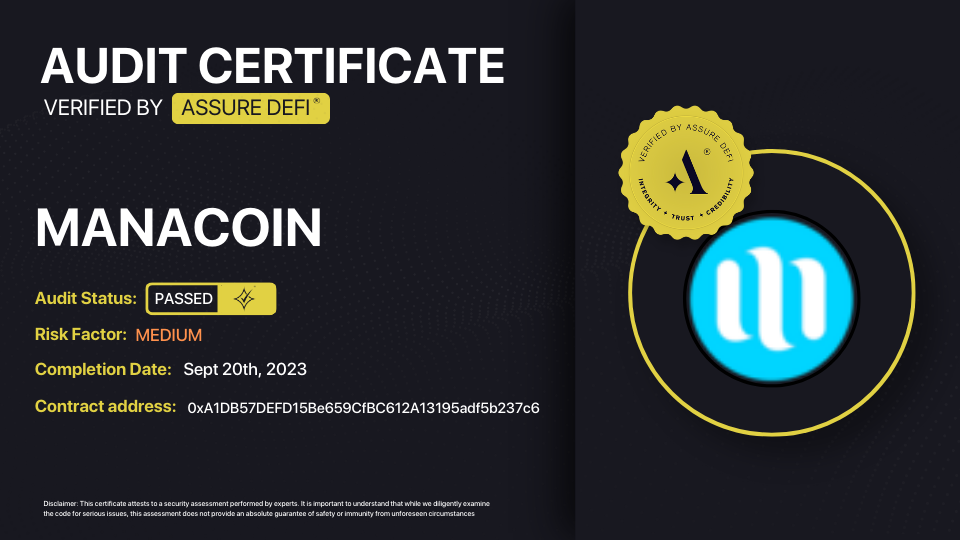 AUDIT CERTIFICATE
VERIFIED BY ASSURE DEFI ®
MANACOIN
Audit Status: PASSED
Risk Factor: MEDIUM
Completion Date: Sept 20th, 2023
Contract address: 0xA1DB57DEFD15Be659CfBC612A13195adf5b237c6
Disclaimer: This certificate attests to a security assessment performed by experts. It is important to understand that while we diligently examine
the code for serious issues, this assessment does not provide an absolute guarantee of safety or immunity from unforeseen circumstances
VERIFIED BY ASSURE DEFI
®
INTEGRITY ✦ TRUST ✦ CREDIBILITY